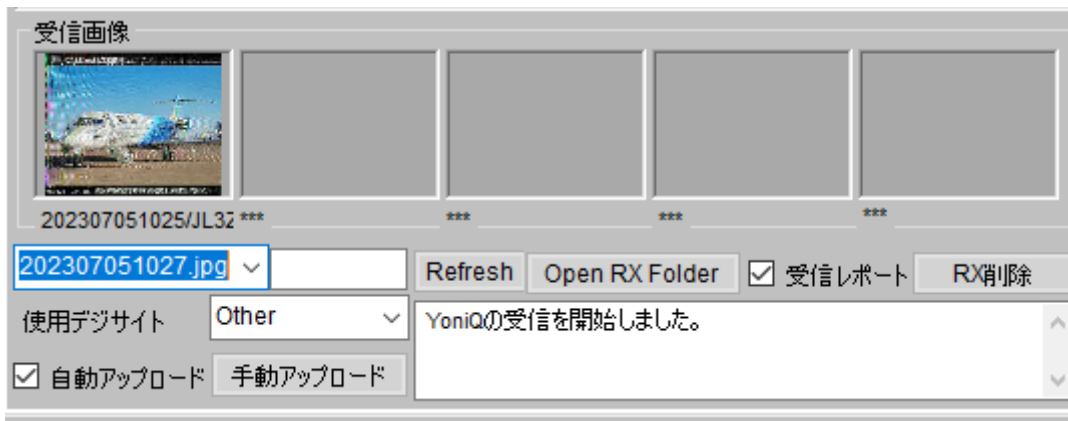 受信画像
202307051025/JL3Z *** *** *** ***
202307051027.jpg Refresh Open RX Folder 受信レポート RX削除
使用デジサイト Other YoniQの受信を開始しました。
自動アップロード 手動アップロード